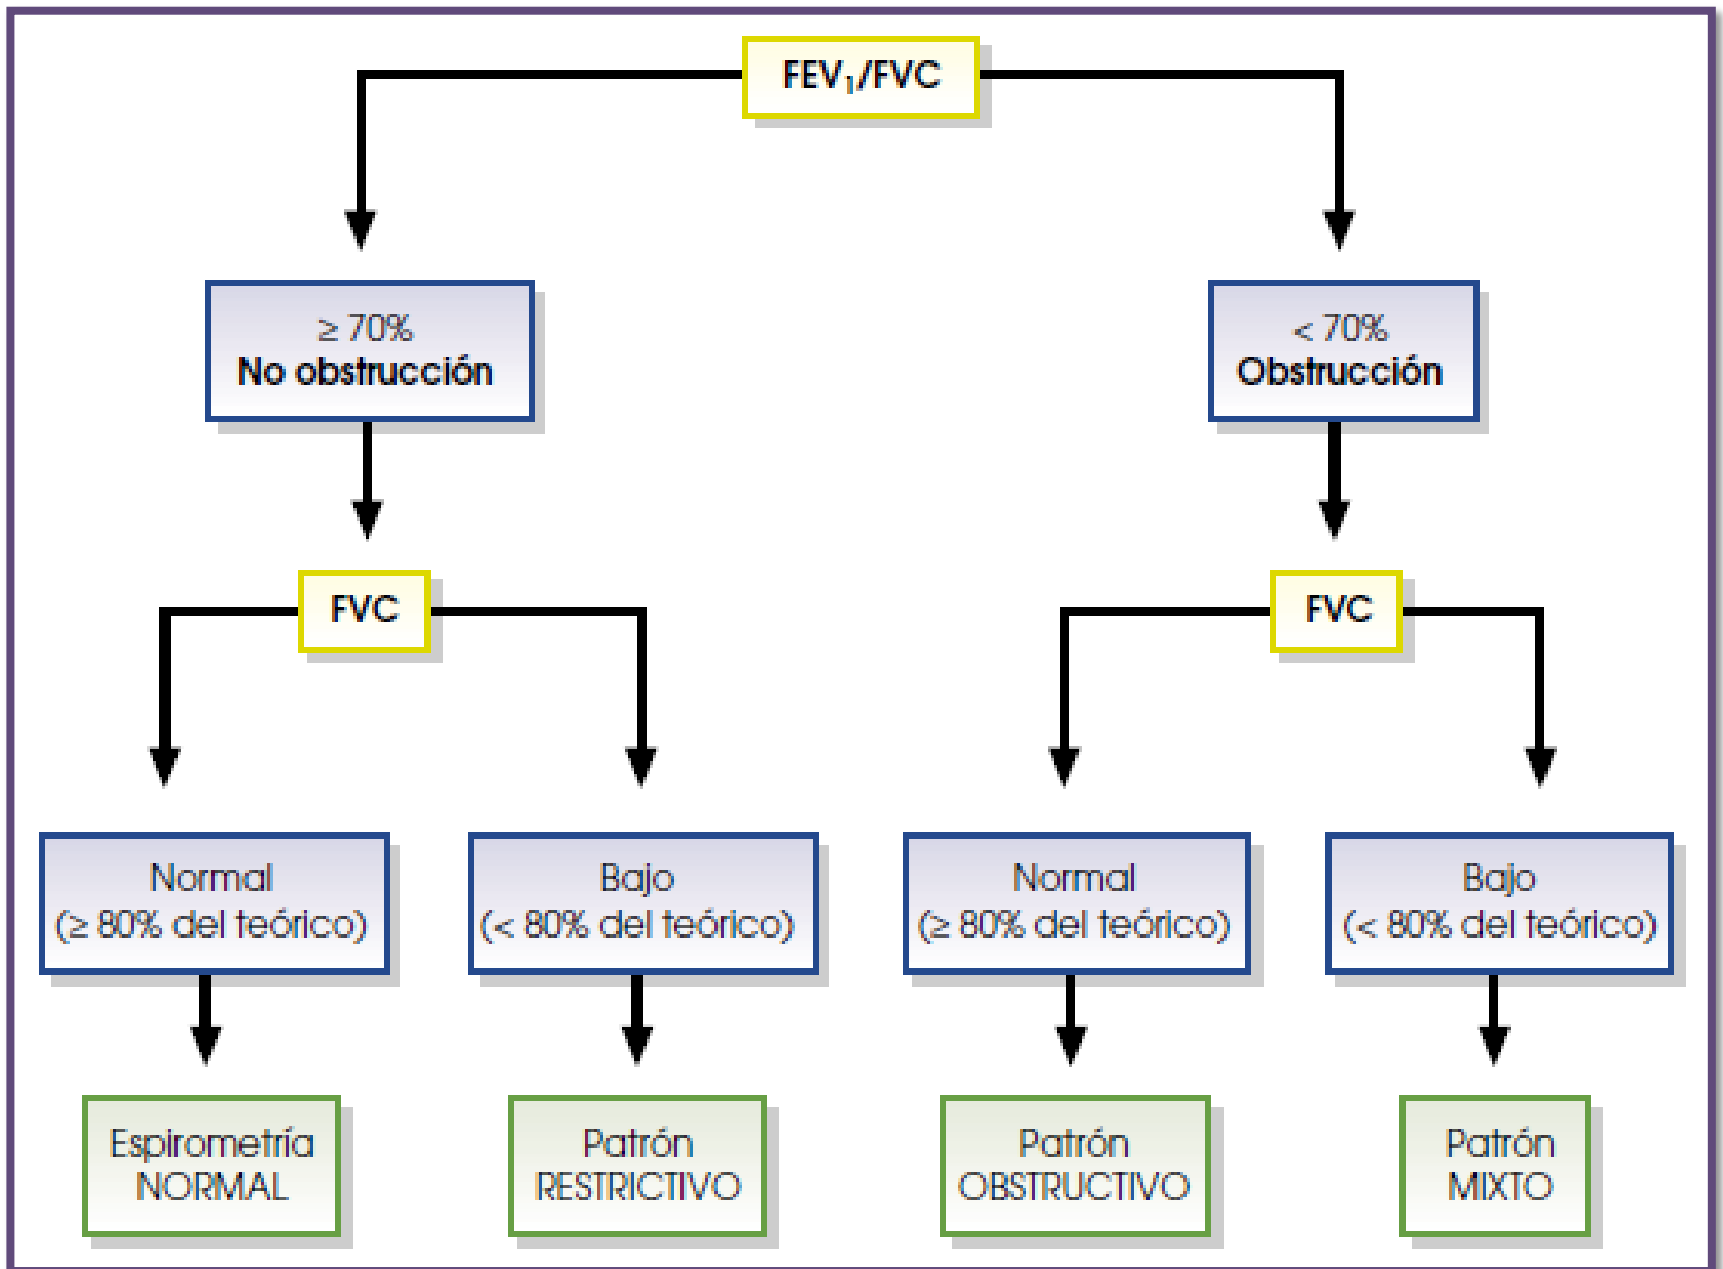 FEV₁/FVC
≥ 70%
No obstrucción
< 70%
Obstrucción
FVC
FVC
Normal
(≥ 80% del teórico)
Bajo
(< 80% del teórico)
Normal
(≥ 80% del teórico)
Bajo
(< 80% del teórico)
Espirometría
NORMAL
Patrón
RESTRICTIVO
Patrón
OBSTRUCTIVO
Patrón
MIXTO